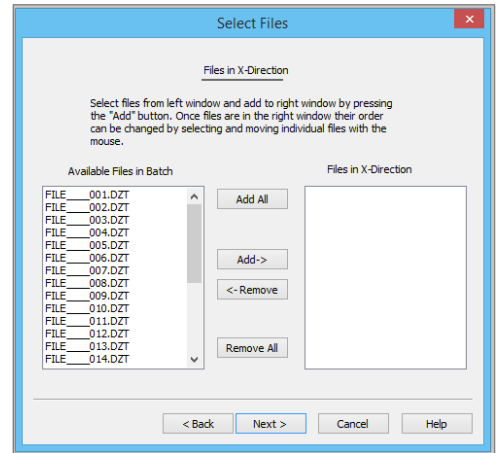 Select Files
Files in X-Direction
Select files from left window and add to right window by pressing
the "Add" button. Once files are in the right window their order
can be changed by selecting and moving individual files with the
mouse.
Available Files in Batch
Files in X-Direction
FILE____001.DZT
FILE____002.DZT
FILE____003.DZT
FILE____004.DZT
FILE____005.DZT
FILE____006.DZT
FILE____007.DZT
FILE____008.DZT
FILE____009.DZT
FILE____010.DZT
FILE____011.DZT
FILE____012.DZT
FILE____013.DZT
FILE____014.DZT
Add All
Add->
<- Remove
Remove All
< Back
Next >
Cancel
Help